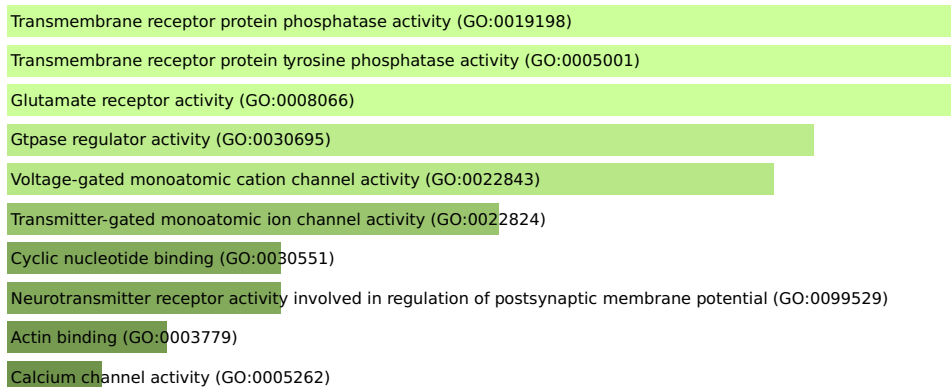 Transmembrane receptor protein phosphatase activity (GO:0019198)
Transmembrane receptor protein tyrosine phosphatase activity (GO:0005001)
Glutamate receptor activity (GO:0008066)
Gtpase regulator activity (GO:0030695)
Voltage-gated monoatomic cation channel activity (GO:0022843)
Transmitter-gated monoatomic ion channel activity (GO:0022824)
Cyclic nucleotide binding (GO:0030551)
Neurotransmitter receptor activity involved in regulation of postsynaptic membrane potential (GO:0099529)
Actin binding (GO:0003779)
Calcium channel activity (GO:0005262)